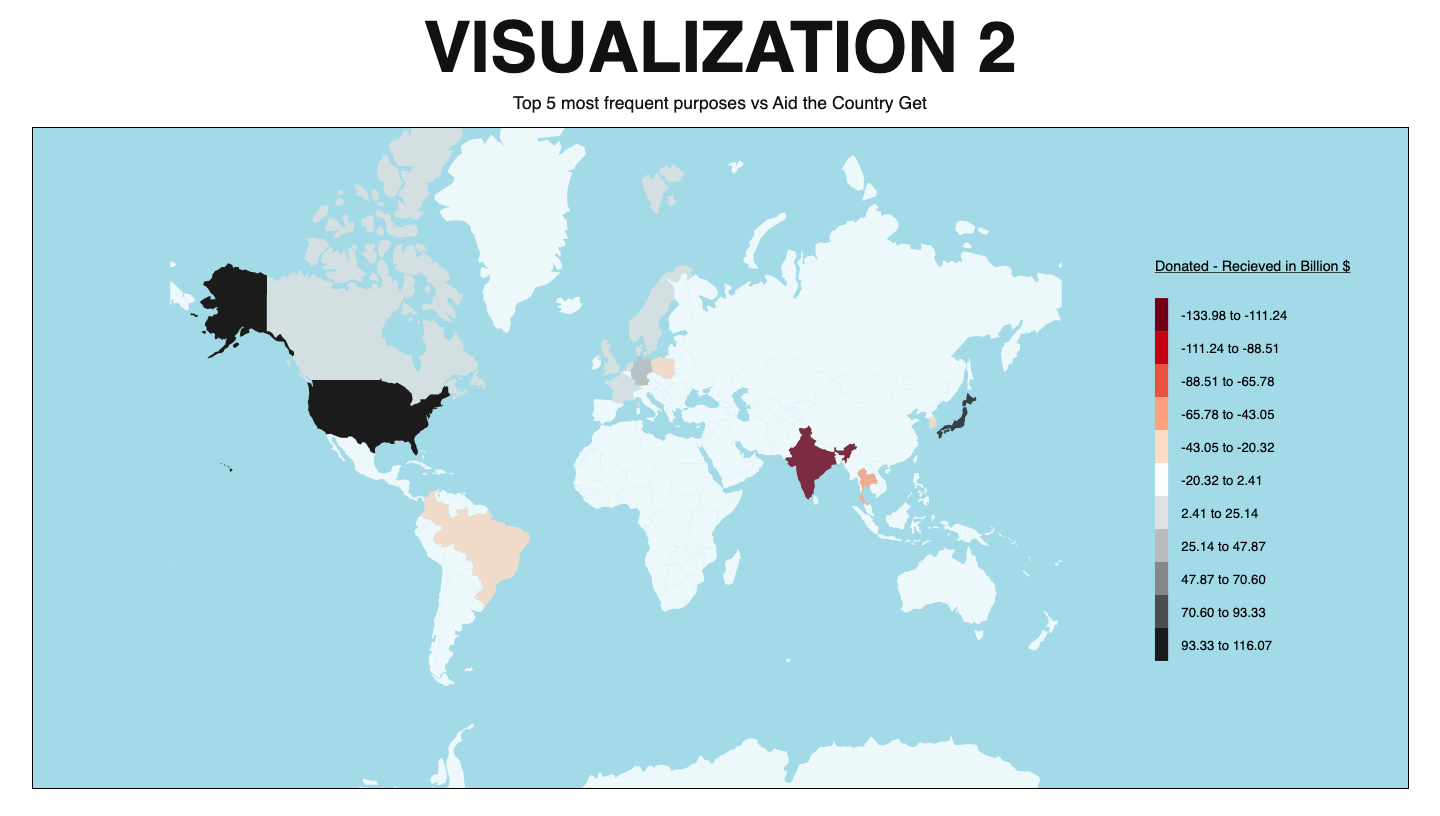 VISUALIZATION 2
Top 5 most frequent purposes vs Aid the Country Get
Donated - Recieved in Billion $
-133.98 to -111.24
-111.24 to -88.51
-88.51 to -65.78
-65.78 to -43.05
-43.05 to -20.32
-20.32 to 2.41
2.41 to 25.14
25.14 to 47.87
47.87 to 70.60
70.60 to 93.33
93.33 to 116.07